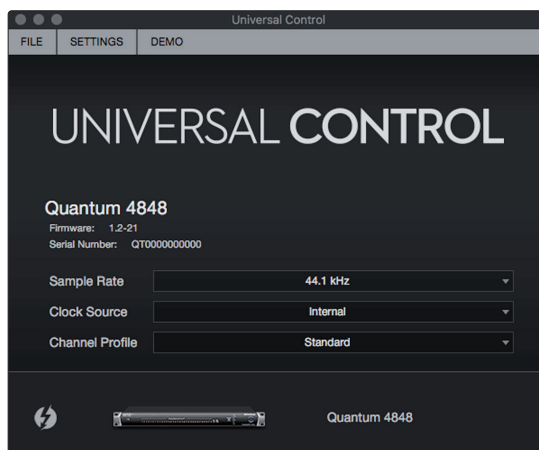 Universal Control
FILE SETTINGS DEMO
UNIVERSAL CONTROL
Quantum 4848
Firmware: 1.2-21
Serial Number: QT0000000000
Sample Rate 44.1 kHz
Clock Source Internal
Channel Profile Standard
Quantum 4848